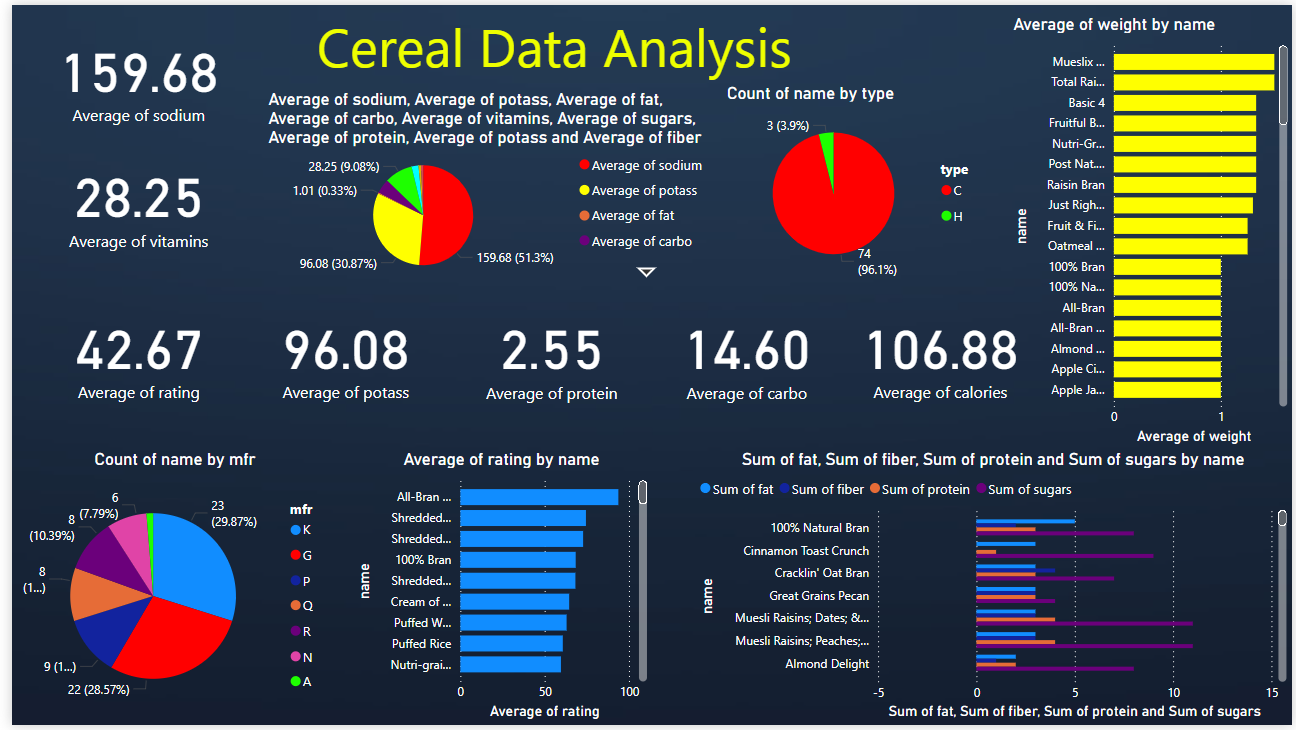 Cereal Data Analysis
159.68
Average of sodium
28.25
Average of vitamins
Average of sodium, Average of potass, Average of fat,
Average of carbo, Average of vitamins, Average of sugars,
Average of protein, Average of potass and Average of fiber
28.25 (9.08%)
1.01 (0.33%)
96.08 (30.87%)
159.68 (51.3%)
Average of sodium
Average of potass
Average of fat
Average of carbo
Count of name by type
3 (3.9%)
74
(96.1%)
type
C
H
Average of weight by name
name
Mueslix ...
Total Rai...
Basic 4
Fruitful B...
Nutri-Gr...
Post Nat...
Raisin Bran
Just Righ...
Fruit & Fi...
Oatmeal ...
100% Bran
100% Na...
All-Bran
All-Bran ...
Almond ...
Apple Ci...
Apple Ja...
0 1
Average of weight
42.67
Average of rating
96.08
Average of potass
2.55
Average of protein
14.60
Average of carbo
106.88
Average of calories
Count of name by mfr
23
(29.87%)
22 (28.57%)
9 (1...)
8
(1...)
8
(10.39%)
6
(7.79%)
mfr
K
G
P
Q
R
N
A
Average of rating by name
name
All-Bran ...
Shredded...
Shredded...
100% Bran
Shredded...
Cream of ...
Puffed W...
Puffed Rice
Nutri-grai...
0 50 100
Average of rating
Sum of fat, Sum of fiber, Sum of protein and Sum of sugars by name
Sum of fat Sum of fiber Sum of protein Sum of sugars
name
100% Natural Bran
Cinnamon Toast Crunch
Cracklin' Oat Bran
Great Grains Pecan
Muesli Raisins; Dates; &...
Muesli Raisins; Peaches;...
Almond Delight
-5 0 5 10 15
Sum of fat, Sum of fiber, Sum of protein and Sum of sugars